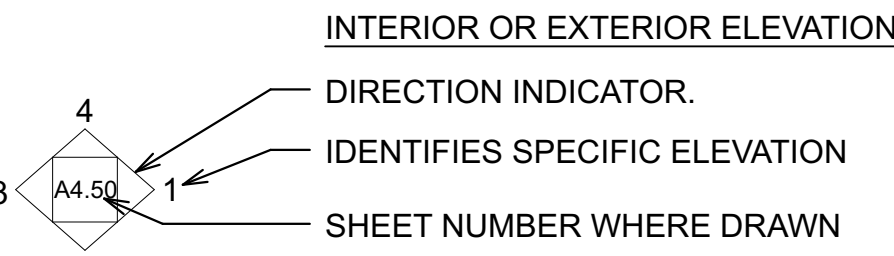 INTERIOR OR EXTERIOR ELEVATION
DIRECTION INDICATOR.
4
IDENTIFIES SPECIFIC ELEVATION
3
A4.50
1
SHEET NUMBER WHERE DRAWN